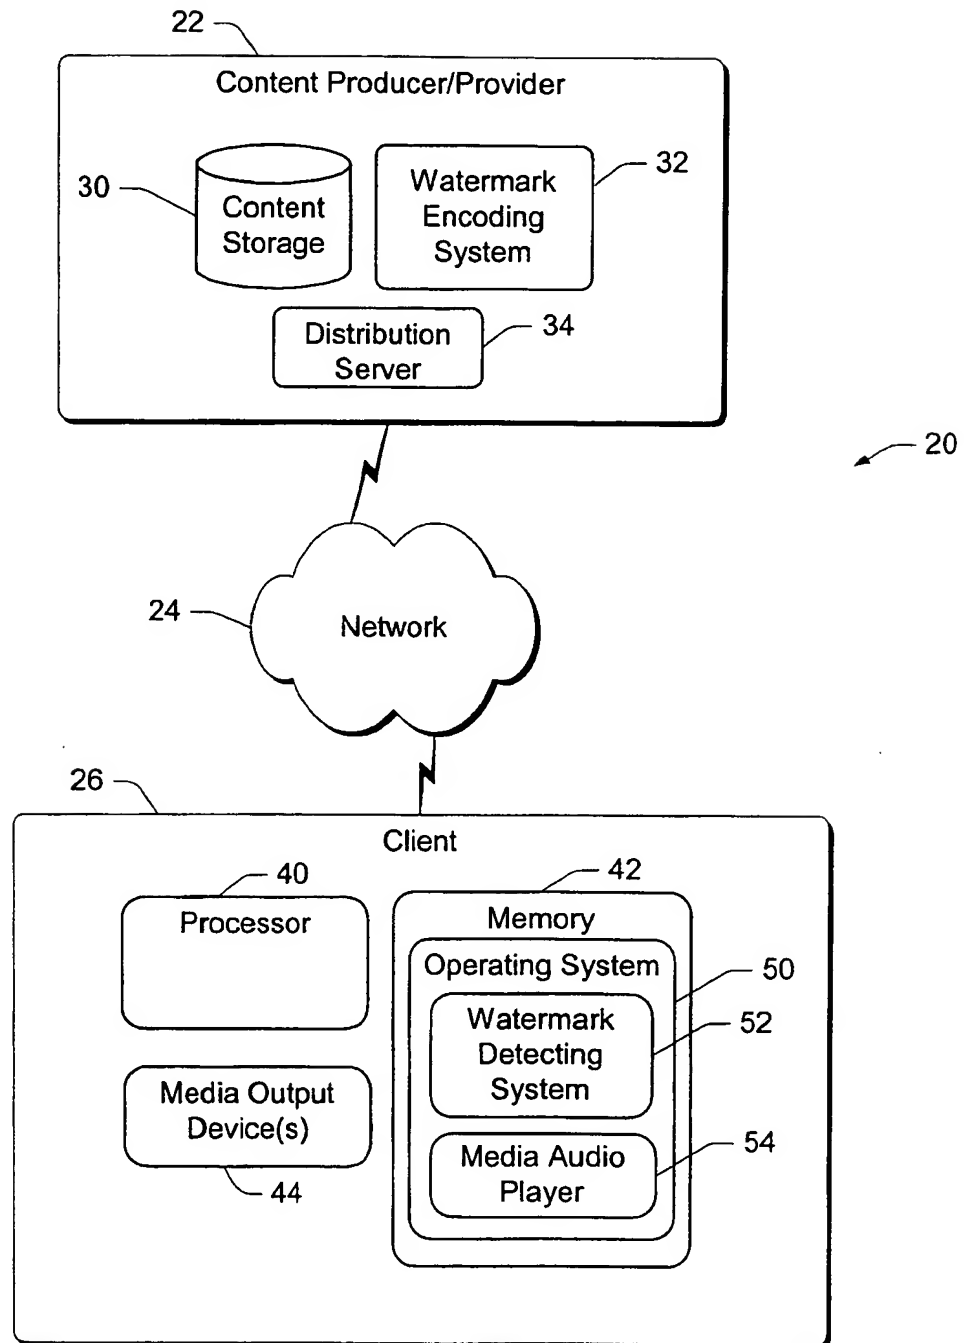 22
Content Producer/Provider
30
Content
Storage
Watermark
Encoding
System
32
Distribution
Server
34
20
24
Network
26
Client
40
Processor
42
Memory
Operating System
50
Watermark
Detecting
System
52
Media Output
Device(s)
44
Media Audio
Player
54